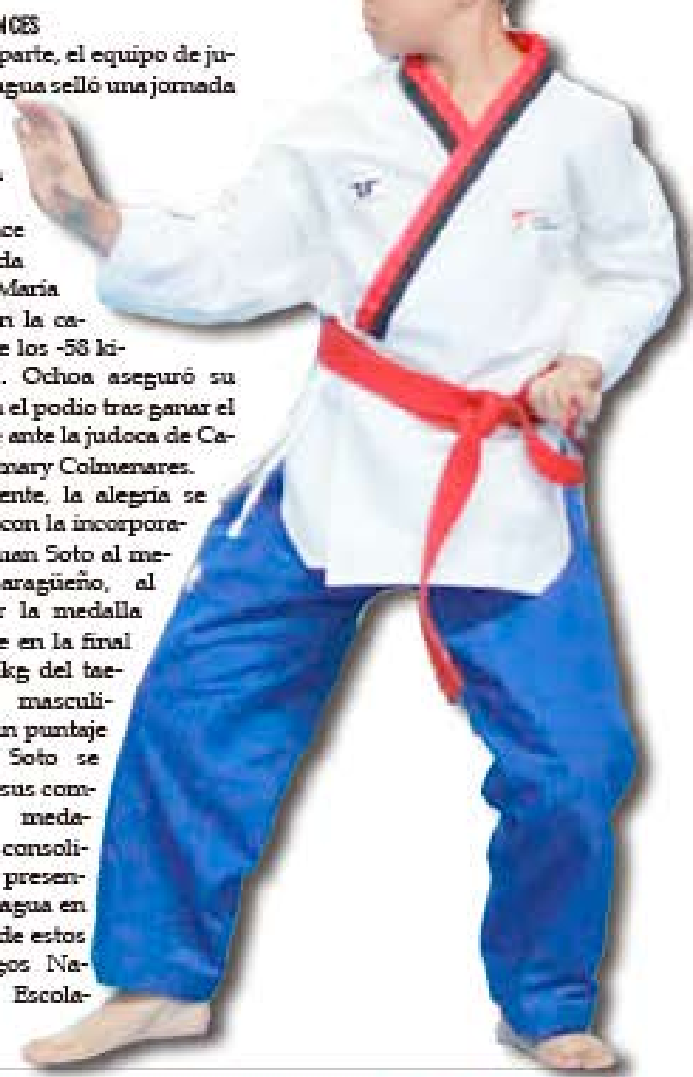 NCES
parte, el equipo de ju-
agua selló una jornada
ce
da
María
n la ca-
e los -58 ki-
. Ochoa aseguró su
el podio tras ganar el
ante la judoca de Ca-
mary Colmenares.
ente, la alegría se
con la incorpora-
uan Soto al me-
aragüeño, al
r la medalla
e en la final
kg del tae-
masculi-
un puntaje
Soto se
sus com-
meda-
consoli-
presen-
agua en
de estos
gos Na-
Escola-